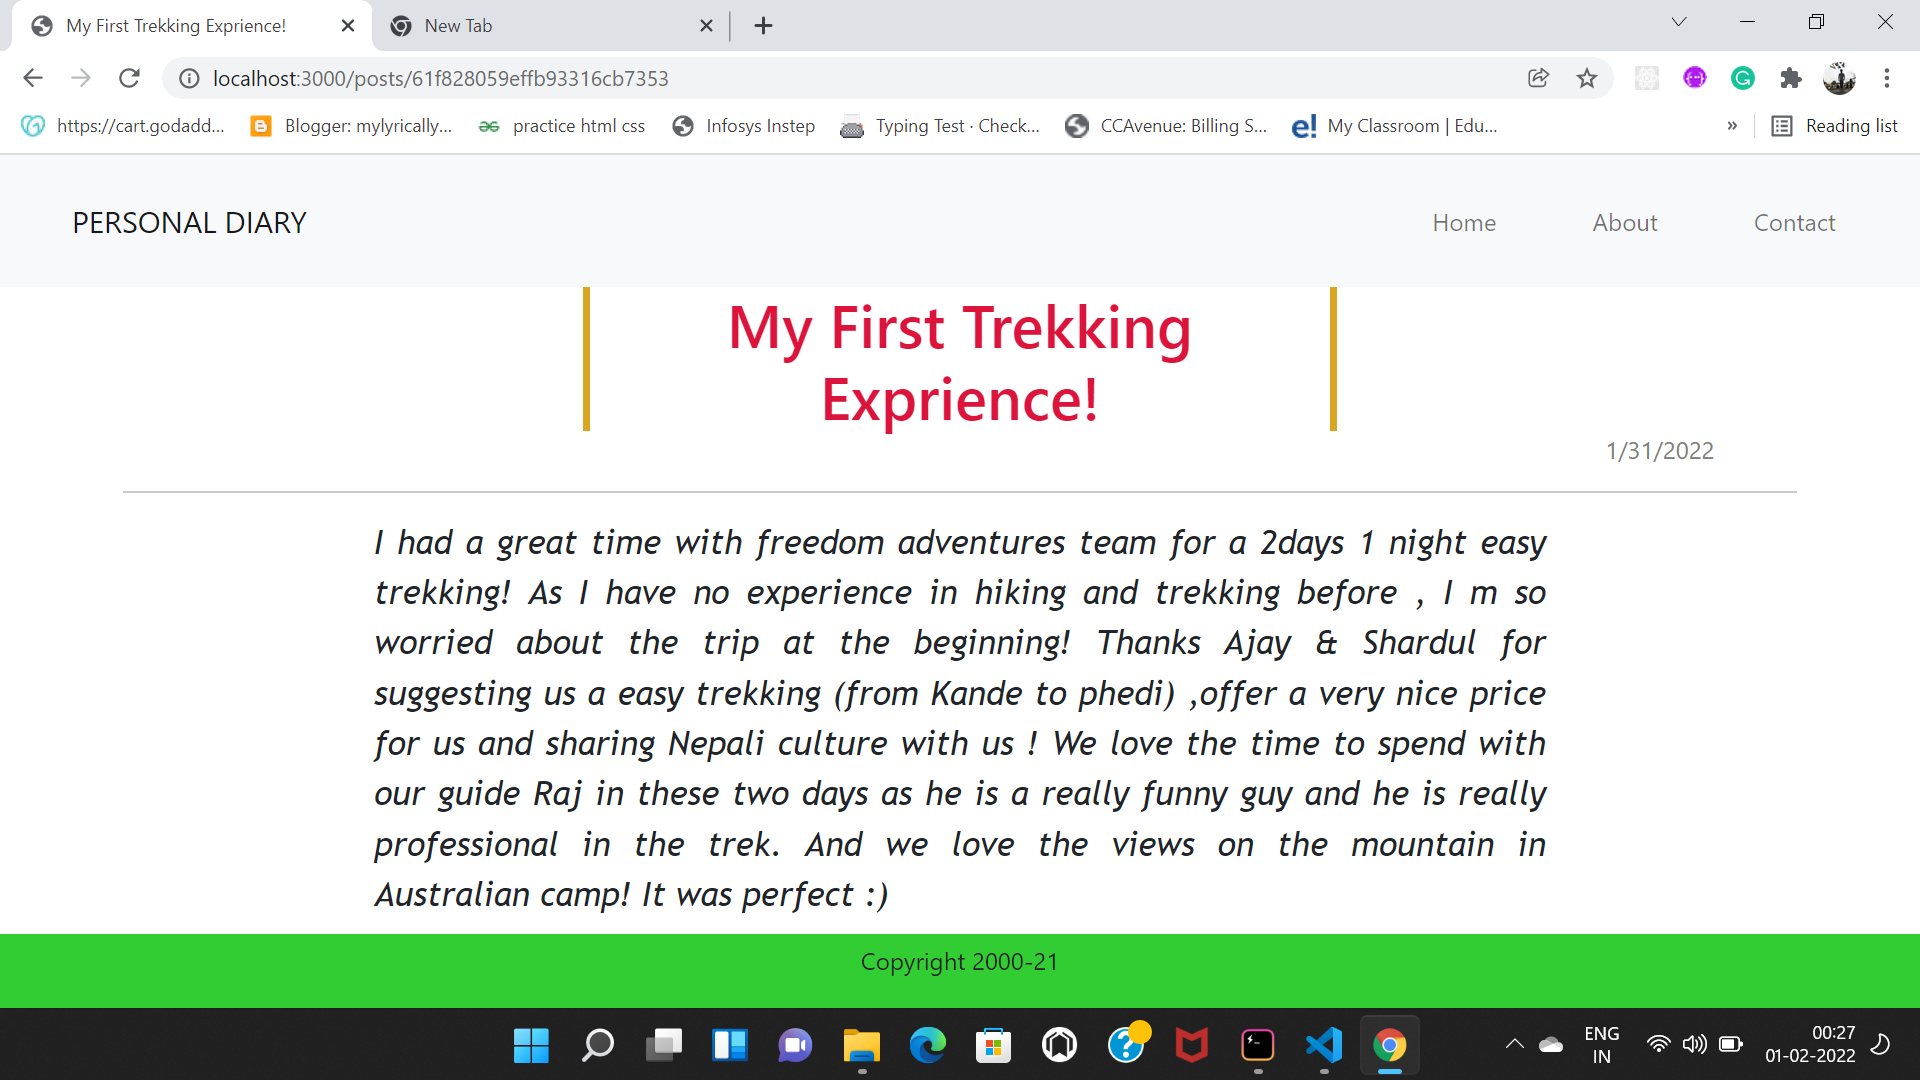 My First Trekking Exprience!
New Tab
localhost:3000/posts/61f828059effb93316cb7353
https://cart.godadd...
Blogger: mylyrically...
practice html css
Infosys Instep
Typing Test · Check...
CCAvenue: Billing S...
e!
My Classroom | Edu...
»
Reading list
PERSONAL DIARY
Home
About
Contact
My First Trekking
Exprience!
1/31/2022
I had a great time with freedom adventures team for a 2days 1 night easy
trekking! As I have no experience in hiking and trekking before , I m so
worried about the trip at the beginning! Thanks Ajay & Shardul for
suggesting us a easy trekking (from Kande to phedi) ,offer a very nice price
for us and sharing Nepali culture with us ! We love the time to spend with
our guide Raj in these two days as he is a really funny guy and he is really
professional in the trek. And we love the views on the mountain in
Australian camp! It was perfect :)
Copyright 2000-21
ENG
IN
00:27
01-02-2022